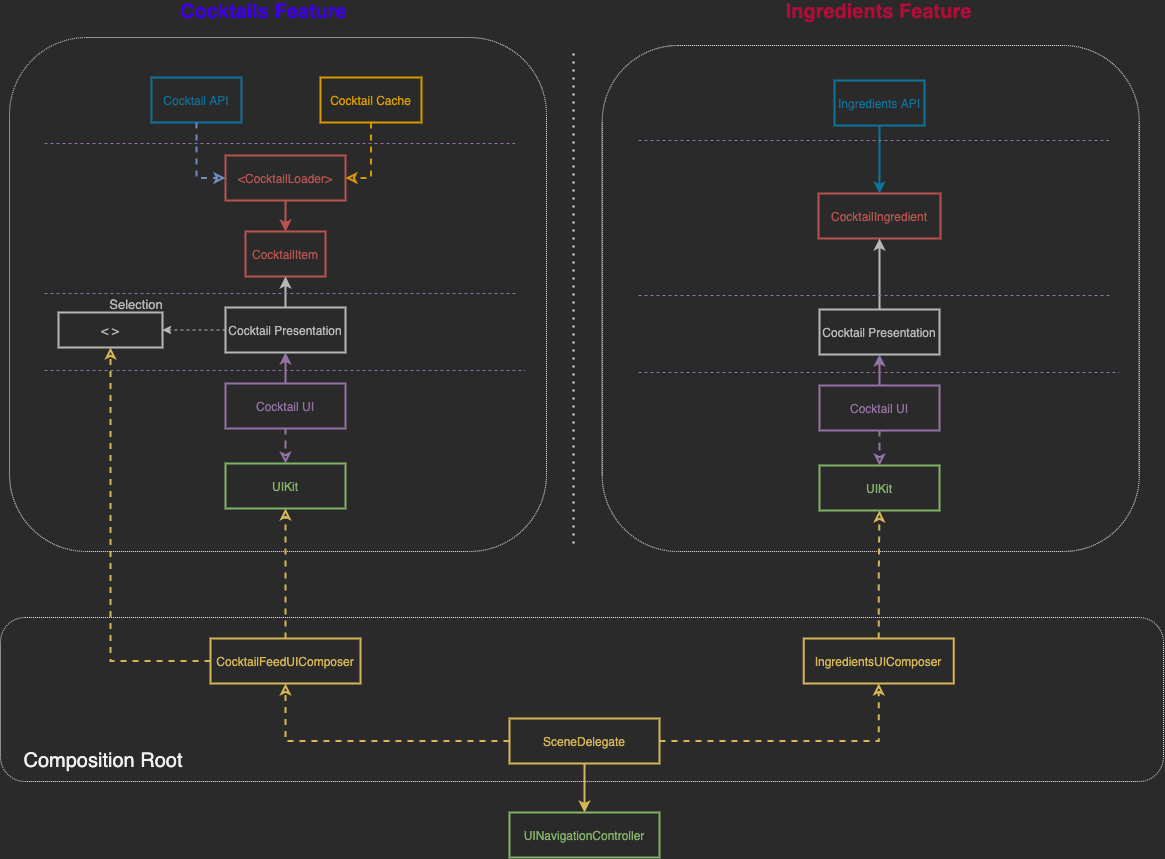 Cocktails Feature
Ingredients Feature
Cocktail API
Cocktail Cache
Ingredients API
<CocktailLoader>
CocktailIngredient
CocktailItem
Selection
<>
Cocktail Presentation
Cocktail Presentation
Cocktail UI
Cocktail UI
UIKit
UIKit
CocktailFeedUIComposer
IngredientsUIComposer
SceneDelegate
Composition Root
UINavigationController